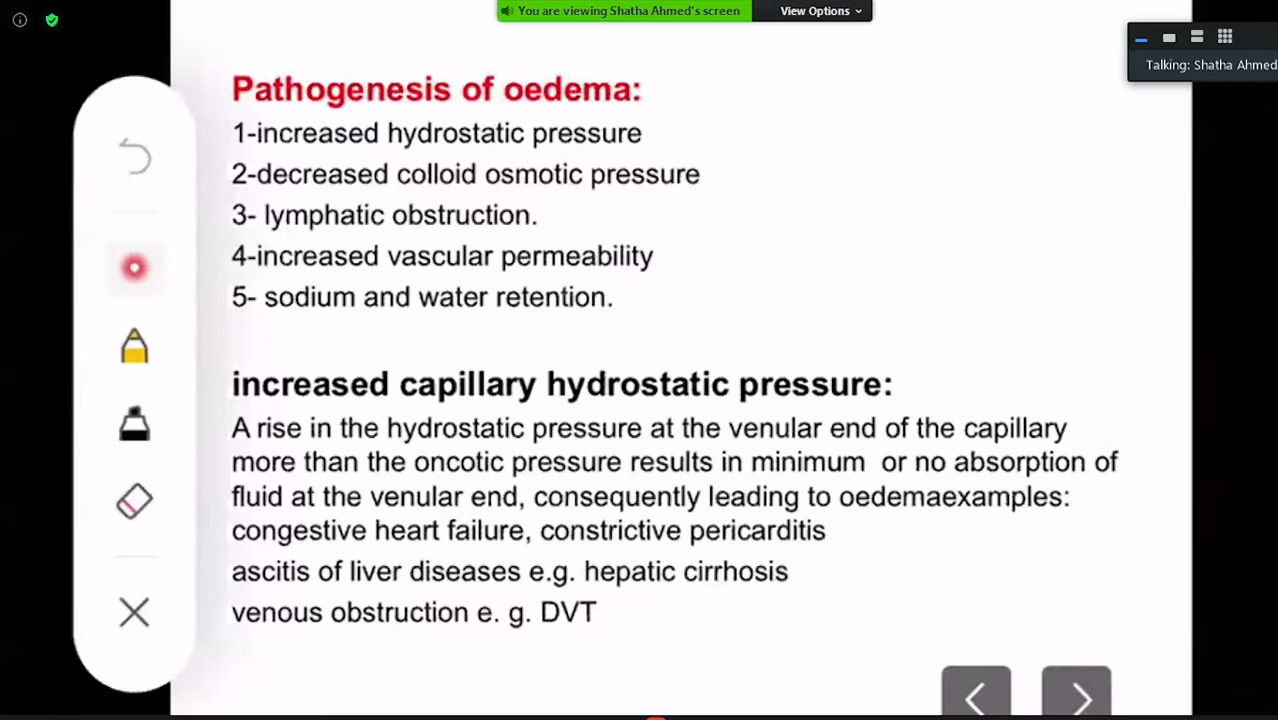 You are viewing Shatha Ahmed's screen
View Options
Talking: Shatha Ahmed
Pathogenesis of oedema:
1-increased hydrostatic pressure
2-decreased colloid osmotic pressure
3- lymphatic obstruction.
4-increased vascular permeability
5- sodium and water retention.
increased capillary hydrostatic pressure:
A rise in the hydrostatic pressure at the venular end of the capillary
more than the oncotic pressure results in minimum or no absorption of
fluid at the venular end, consequently leading to oedemaexamples:
congestive heart failure, constrictive pericarditis
ascitis of liver diseases e.g. hepatic cirrhosis
venous obstruction e. g. DVT